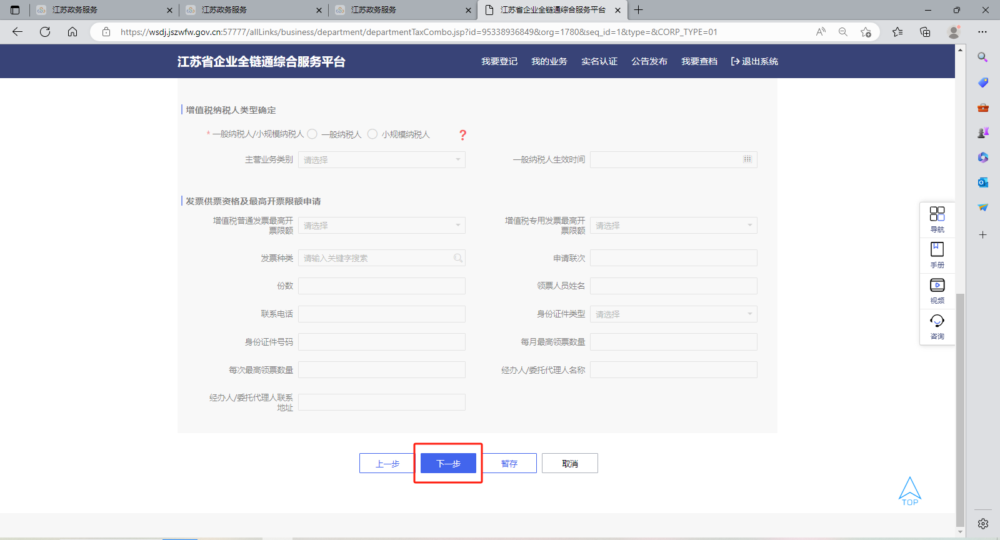 江苏政务服务
江苏政务服务
江苏政务服务
江苏省企业全链通综合服务平台
https://wsdj.jszwfw.gov.cn:57777/allLinks/business/department/departmentTaxCombo.jsp?id=95338936849&org=1780&seq_id=1&type=&CORP_TYPE=01
江苏省企业全链通综合服务平台
我要登记 我的业务 实名认证 公告发布 我要查档 退出系统
增值税纳税人类型确定
* 一般纳税人/小规模纳税人 一般纳税人 小规模纳税人 ?
主营业务类别 请选择 一般纳税人生效时间
发票供票资格及最高开票限额申请
增值税普通发票最高开票限额 请选择 增值税专用发票最高开票限额 请选择
发票种类 请输入关键字搜索 申请联次
份数 领票人员姓名
联系电话 身份证件类型 请选择
身份证件号码 每月最高领票数量
每次最高领票数量 经办人/委托代理人名称
经办人/委托代理人联系地址
上一步 下一步 暂存 取消
导航
手册
视频
咨询
TOP